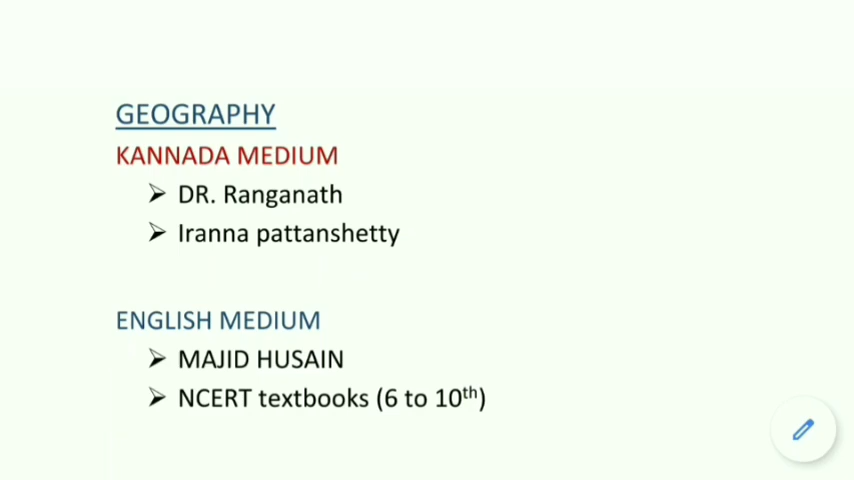 GEOGRAPHY
KANNADA MEDIUM
➢ DR. Ranganath
➢ Iranna pattanshetty
ENGLISH MEDIUM
➢ MAJID HUSAIN
➢ NCERT textbooks (6 to 10th)